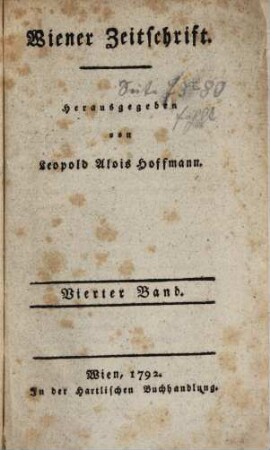 Wiener Zeitschrift.
Herausgegeben
von
Leopold Alois Hoffmann.
Vierter Band.
Wien, 1792.
In der Hartlischen Buchhandlung.